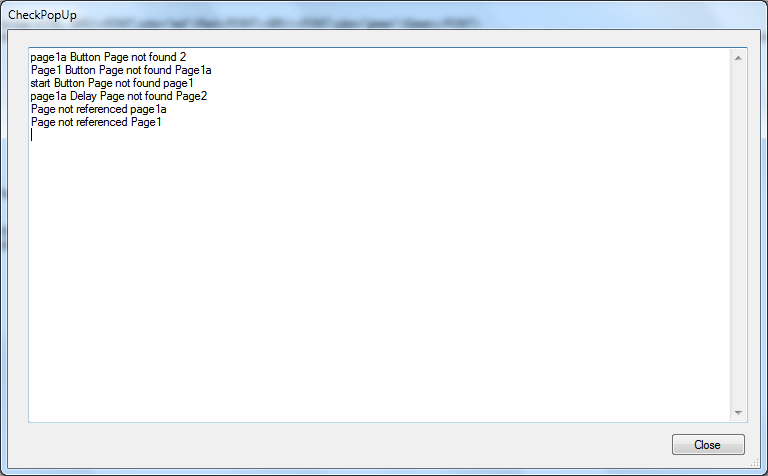 CheckPopUp
page1a Button Page not found 2
Page1 Button Page not found Page1a
start Button Page not found page1
page1a Delay Page not found Page2
Page not referenced page1a
Page not referenced Page1
Close